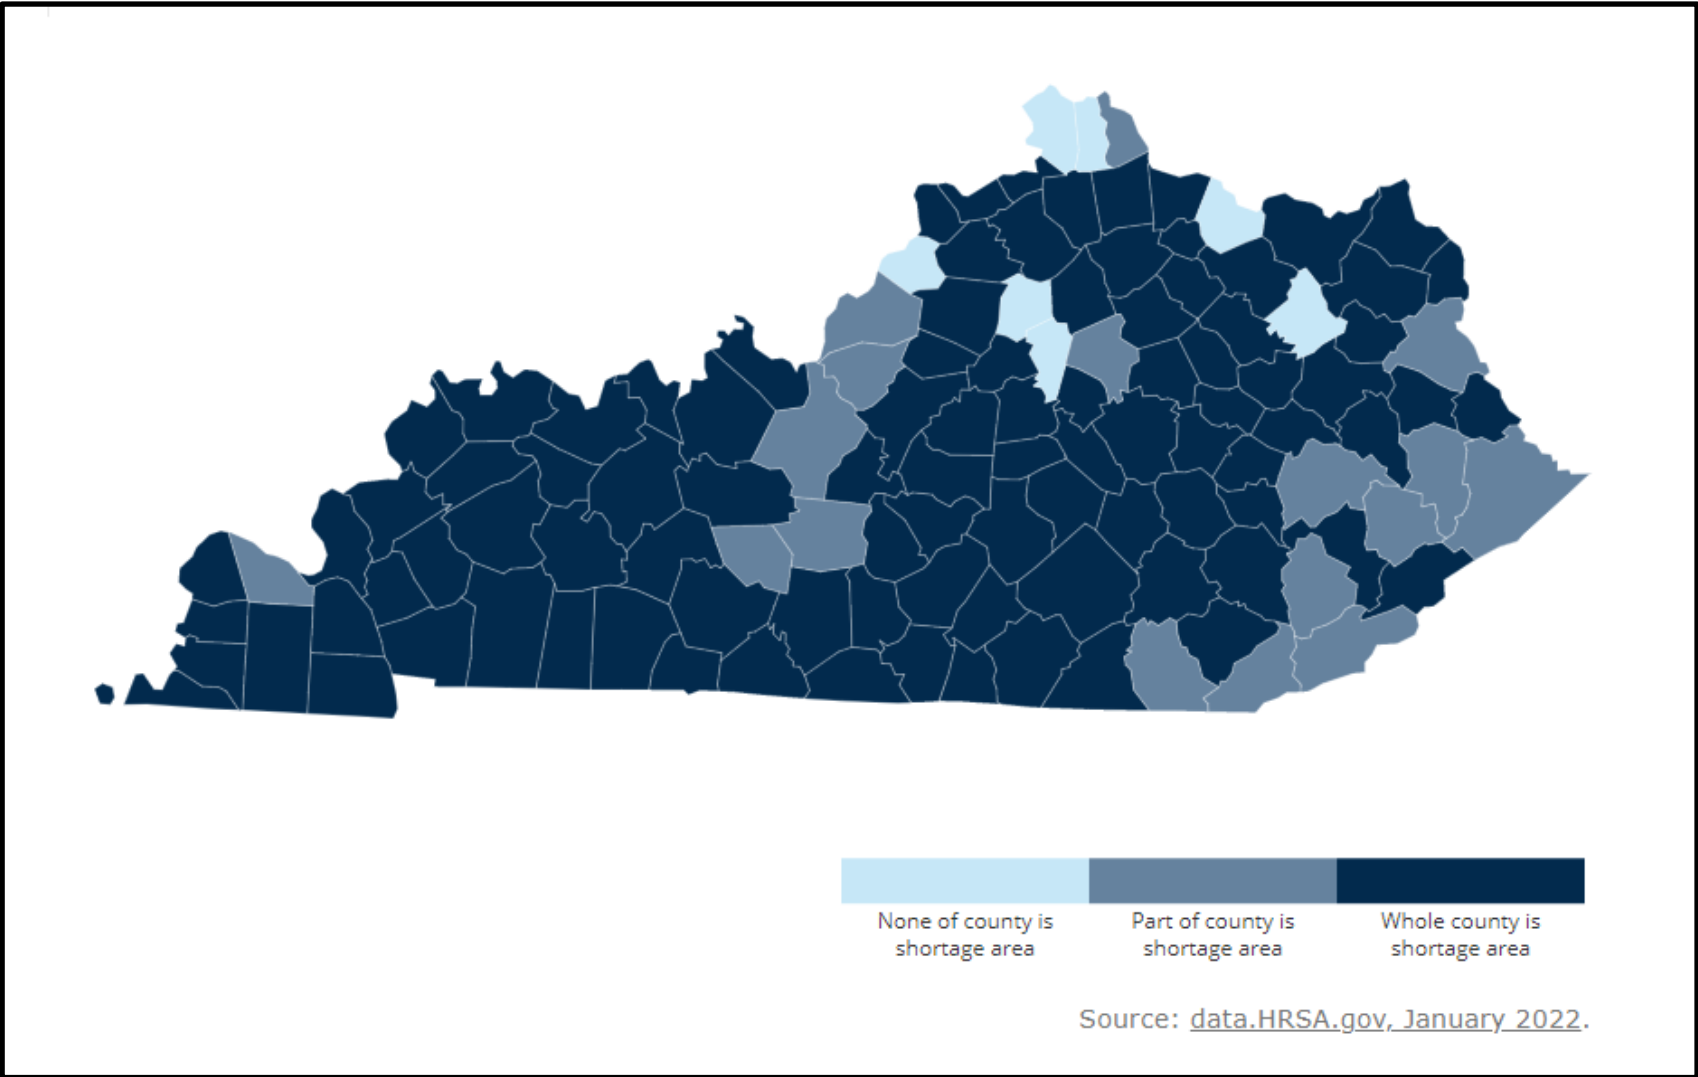 None of county is
shortage area
Part of county is
shortage area
Whole county is
shortage area
Source: data.HRSA.gov, January 2022.